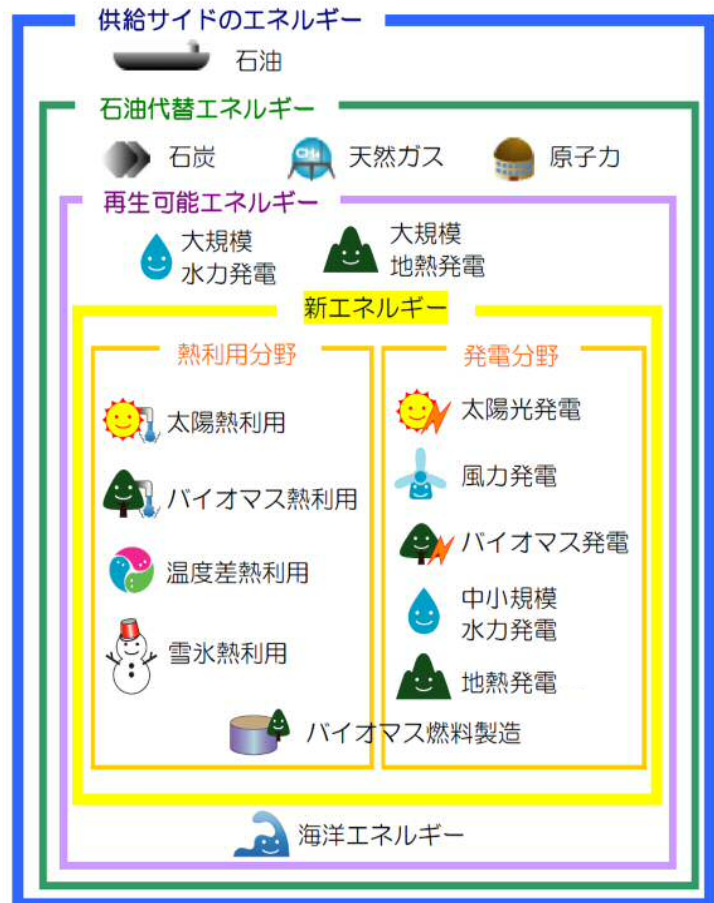 供給サイドのエネルギー
石油
石油代替エネルギー
石炭
天然ガス
CH4
原子力
再生可能エネルギー
大規模
水力発電
大規模
地熱発電
新エネルギー
熱利用分野
太陽熱利用
バイオマス熱利用
温度差熱利用
雪氷熱利用
発電分野
太陽光発電
風力発電
バイオマス発電
中小規模
水力発電
地熱発電
バイオマス燃料製造
海洋エネルギー